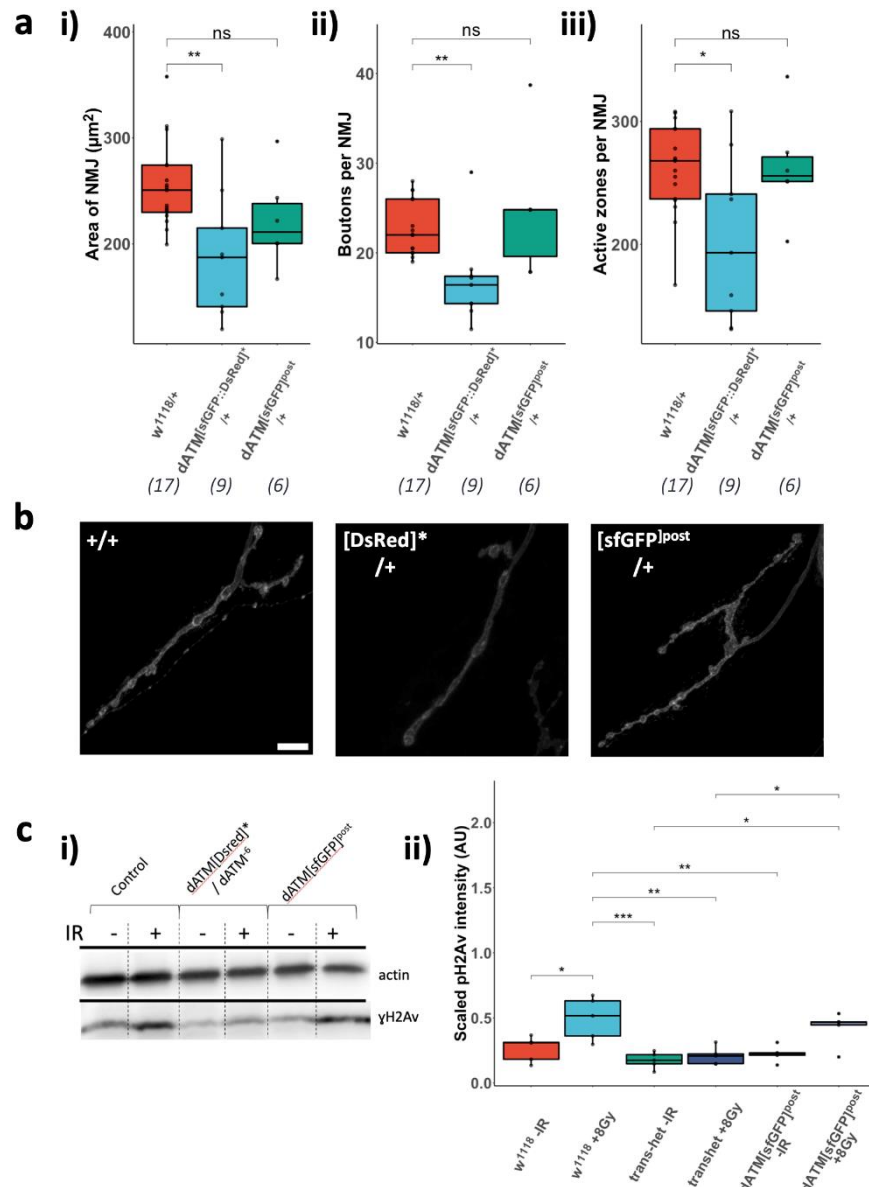 a i) ii) iii)
ns ns ns
** ** *
Area of NMJ (µm²)
400
300
200
Boutons per NMJ
40
30
20
10
Active zones per NMJ
300
200
w1118/+
dATM[sfGFP::DsRed]*
/+
dATM[sfGFP]post
/+
w1118/+
dATM[sfGFP::DsRed]*
/+
dATM[sfGFP]post
/+
w1118/+
dATM[sfGFP::DsRed]*
/+
dATM[sfGFP]post
/+
(17) (9) (6) (17) (9) (6) (17) (9) (6)
b
+/+
[DsRed]*
/+
[sfGFP]post
/+
c i)
Control
dATM[Dsred]*
/ dATM-6
dATM[sfGFP]post
IR - + - + - +
actin
ɣH2Av
ii)
Scaled pH2Av intensity (AU)
2.0
1.5
1.0
0.5
0.0
*
*
**
**
***
*
w1118 -IR
w1118 +8Gy
trans-het -IR
transhet +8Gy
dATM[sfGFP]post
-IR
dATM[sfGFP]post
+8Gy